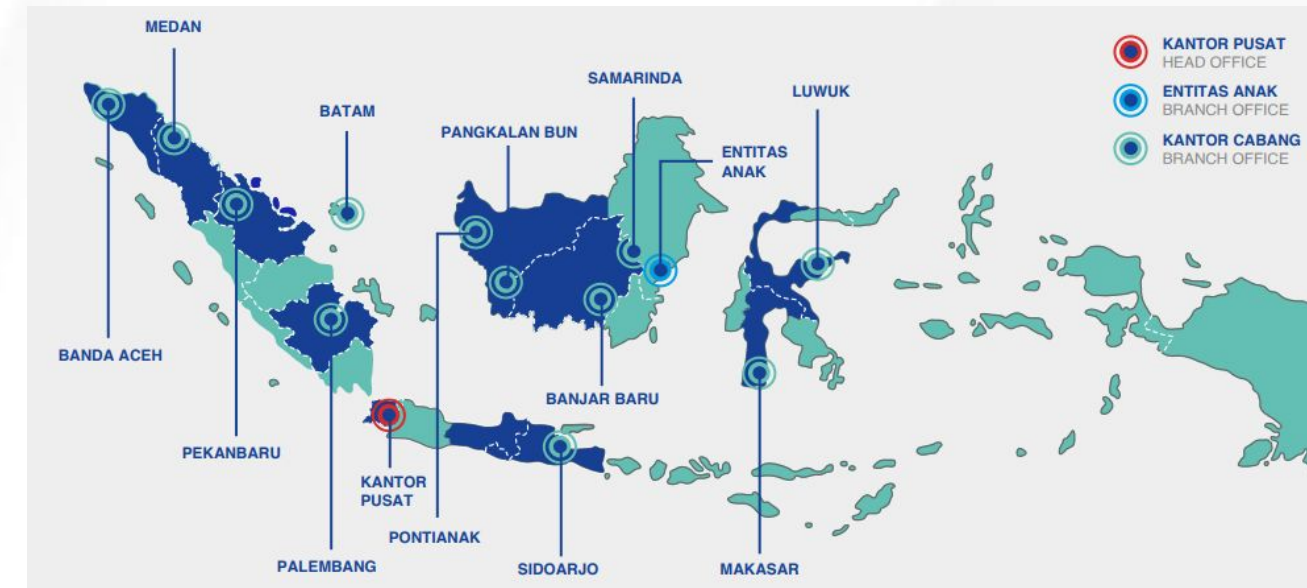 MEDAN
BATAM
PANGKALAN BUN
SAMARINDA
LUWUK
ENTITAS
ANAK
KANTOR PUSAT
HEAD OFFICE
ENTITAS ANAK
BRANCH OFFICE
KANTOR CABANG
BRANCH OFFICE
BANDA ACEH
PEKANBARU
PALEMBANG
KANTOR
PUSAT
PONTIANAK
SIDOARJO
BANJAR BARU
MAKASAR